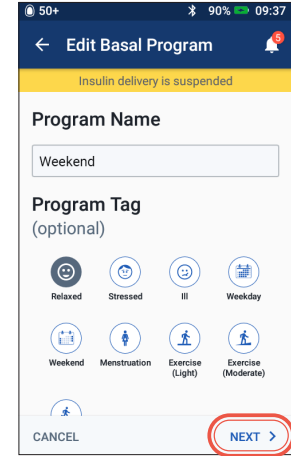 50+ 90% 09:37
Edit Basal Program 5
Insulin delivery is suspended
Program Name
Weekend
Program Tag
(optional)
Relaxed Stressed Ill Weekday
Weekend Menstruation Exercise (Light) Exercise (Moderate)
CANCEL NEXT